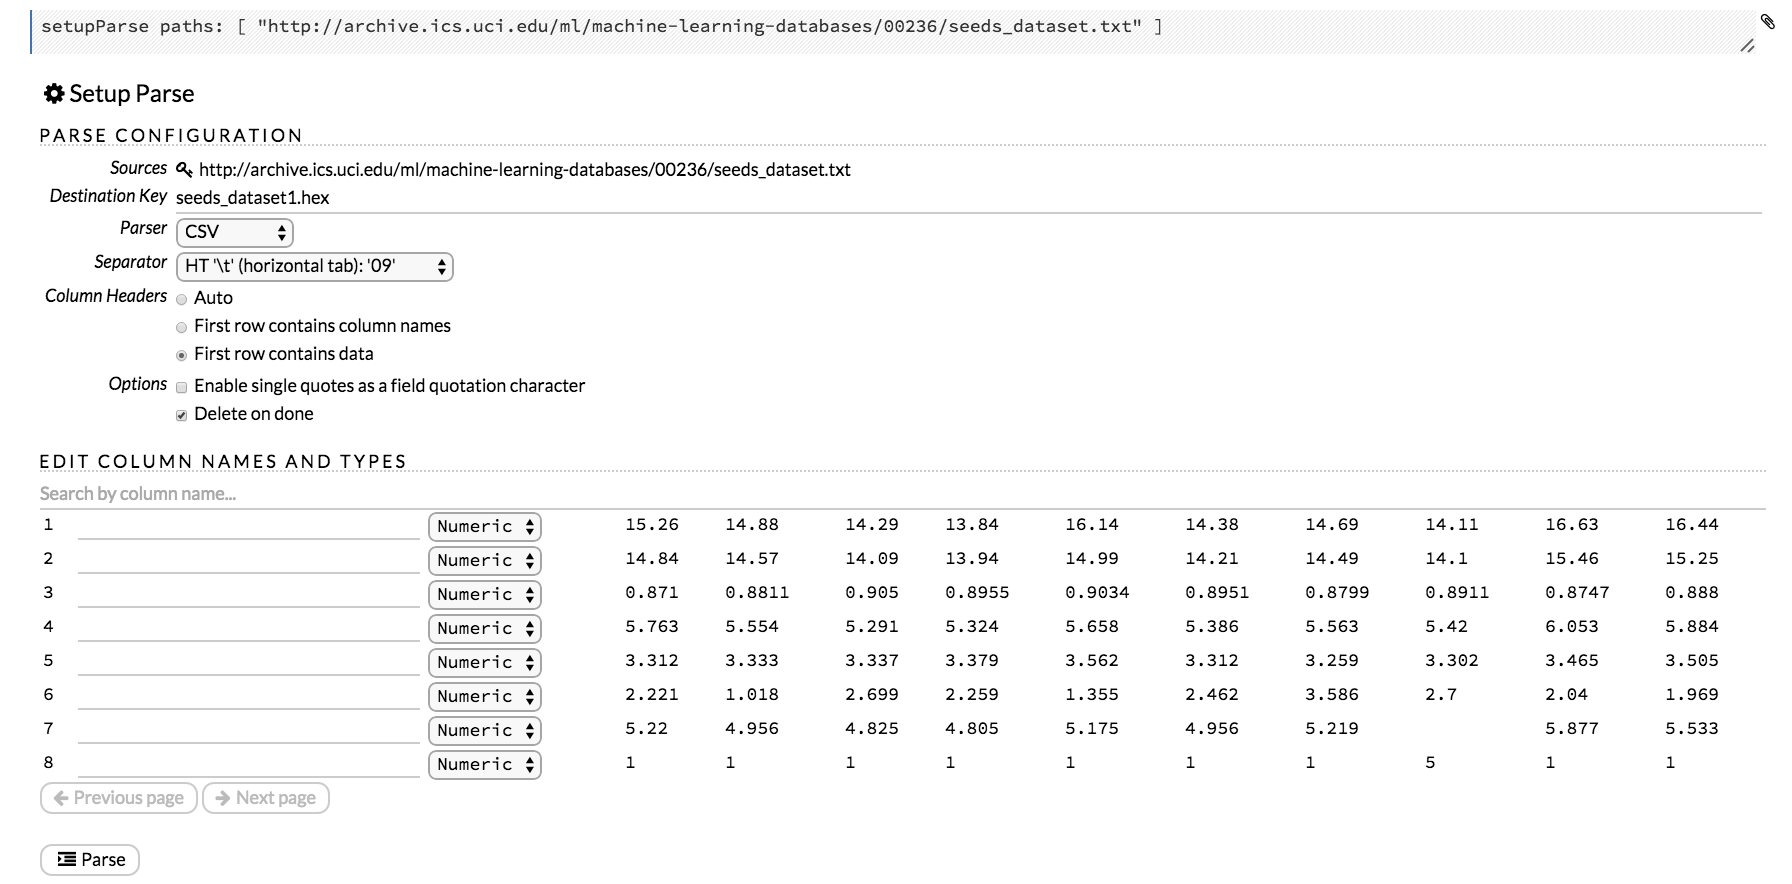 setupParse paths: [ "http://archive.ics.uci.edu/ml/machine-learning-databases/00236/seeds_dataset.txt" ]
Setup Parse
PARSE CONFIGURATION
Sources http://archive.ics.uci.edu/ml/machine-learning-databases/00236/seeds_dataset.txt
Destination Key seeds_dataset1.hex
Parser CSV
Separator HT '\t' (horizontal tab): '09'
Column Headers Auto
First row contains column names
First row contains data
Options Enable single quotes as a field quotation character
Delete on done
EDIT COLUMN NAMES AND TYPES
Search by column name...
1 Numeric 15.26 14.88 14.29 13.84 16.14 14.38 14.69 14.11 16.63 16.44
2 Numeric 14.84 14.57 14.09 13.94 14.99 14.21 14.49 14.1 15.46 15.25
3 Numeric 0.871 0.8811 0.905 0.8955 0.9034 0.8951 0.8799 0.8911 0.8747 0.888
4 Numeric 5.763 5.554 5.291 5.324 5.658 5.386 5.563 5.42 6.053 5.884
5 Numeric 3.312 3.333 3.337 3.379 3.562 3.312 3.259 3.302 3.465 3.505
6 Numeric 2.221 1.018 2.699 2.259 1.355 2.462 3.586 2.7 2.04 1.969
7 Numeric 5.22 4.956 4.825 4.805 5.175 4.956 5.219 5.877 5.533
8 Numeric 1 1 1 1 1 1 1 5 1 1
Previous page Next page
Parse